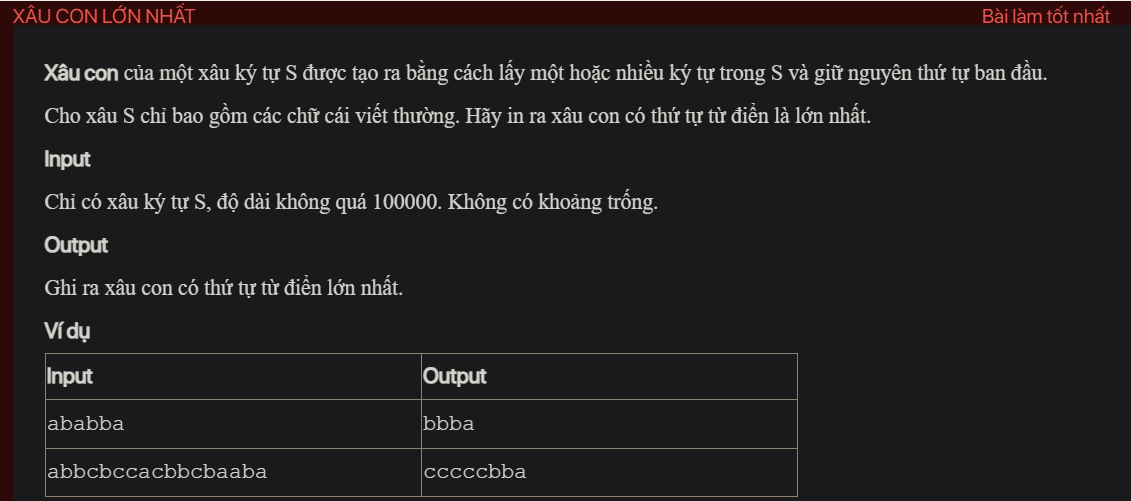 XÂU CON LỚN NHẤT Bài làm tốt nhất
Xâu con của một xâu ký tự S được tạo ra bằng cách lấy một hoặc nhiều ký tự trong S và giữ nguyên thứ tự ban đầu.
Cho xâu S chỉ bao gồm các chữ cái viết thường. Hãy in ra xâu con có thứ tự từ điển là lớn nhất.
Input
Chỉ có xâu ký tự S, độ dài không quá 100000. Không có khoảng trống.
Output
Ghi ra xâu con có thứ tự từ điển lớn nhất.
Ví dụ
Input Output
ababba bbba
abbcbccacbbcbaaba cccccbba